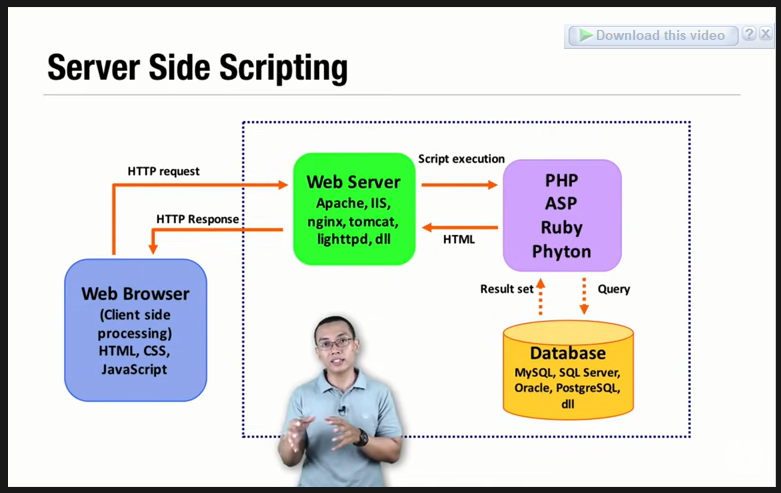 Download this video
Server Side Scripting
HTTP request
HTTP Response
Web Browser
(Client side
processing)
HTML, CSS,
JavaScript
Web Server
Apache, IIS,
nginx, tomcat,
lighttpd, dll
Script execution
HTML
PHP
ASP
Ruby
Phyton
Result set
Query
Database
MySQL, SQL Server,
Oracle, PostgreSQL,
dll